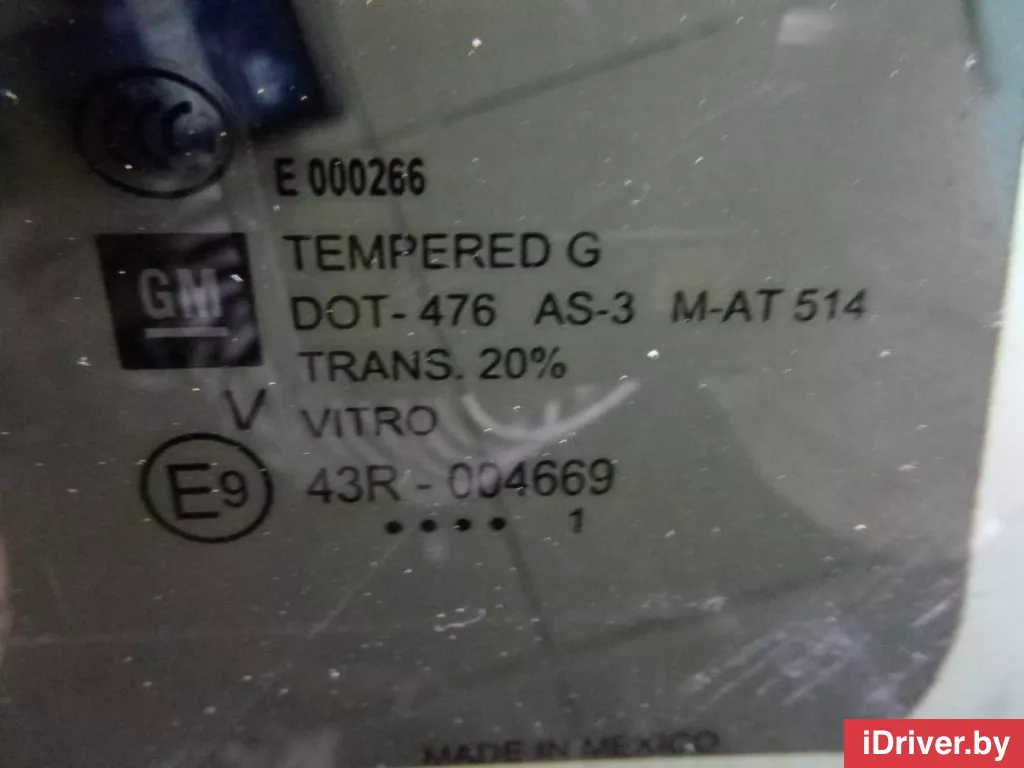 E 000266
GM
TEMPERED G
DOT-476 AS-3 M-AT 514
TRANS. 20%
V VITRO
E9 43R - 004669
•••• 1
MADE IN MEXICO
iDriver.by